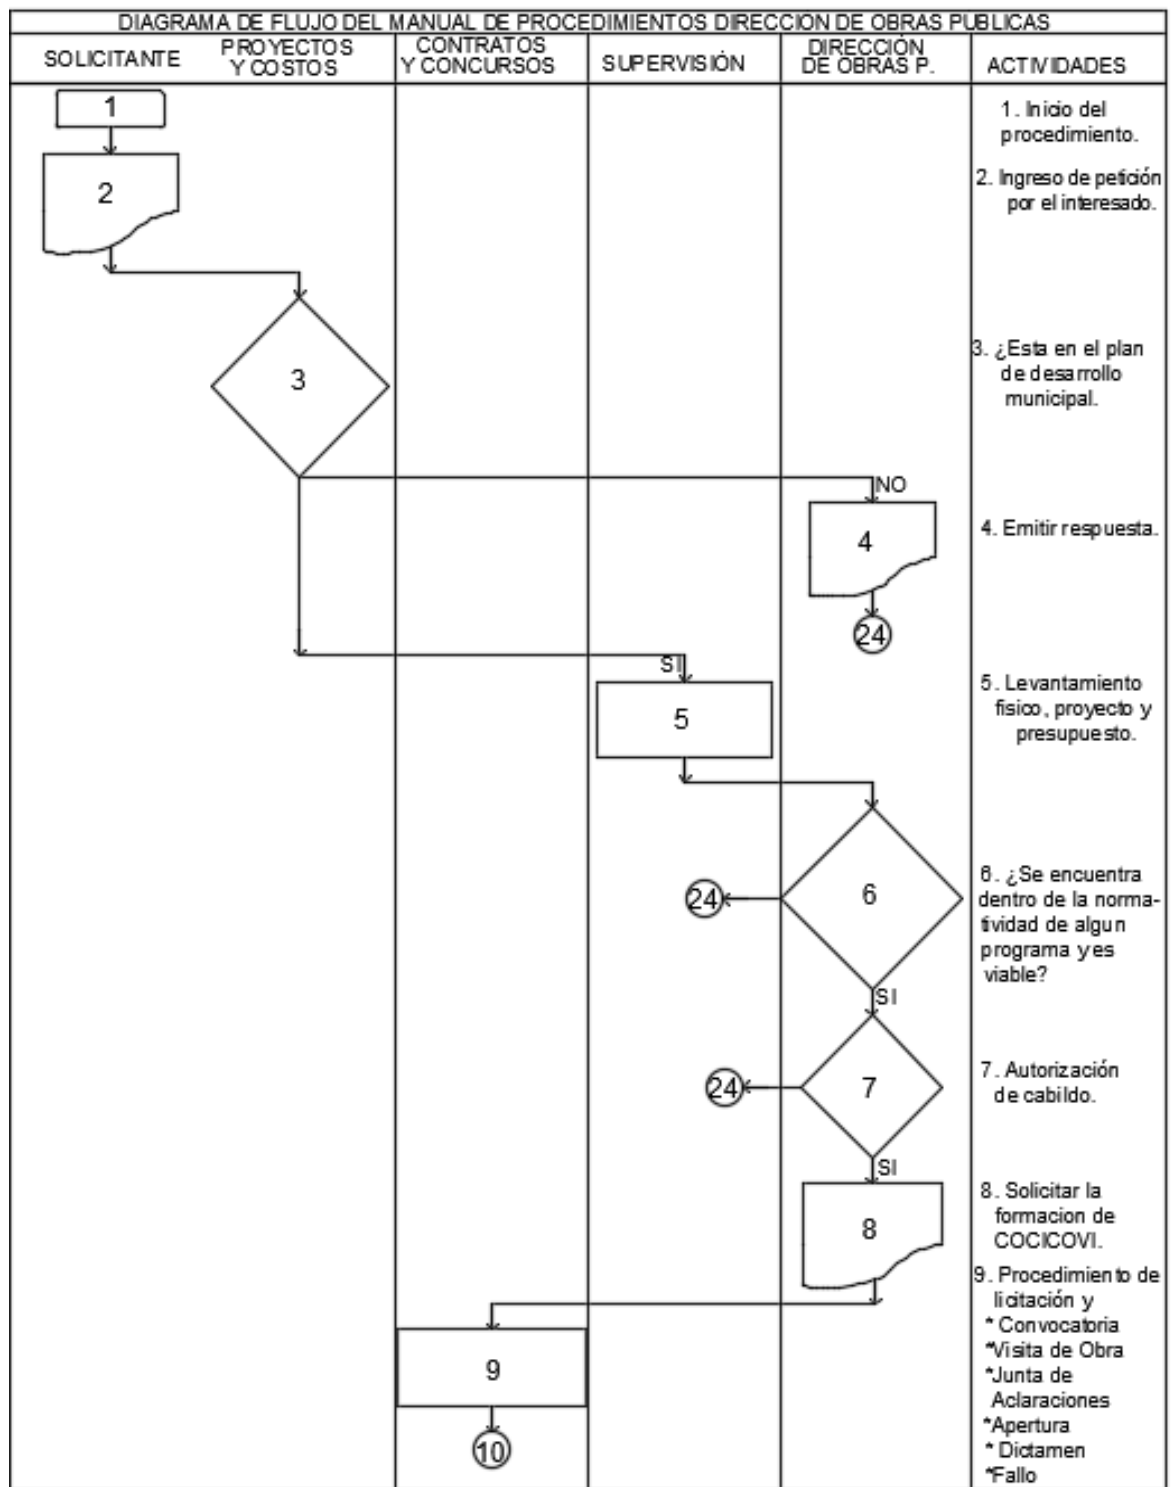 DIAGRAMA DE FLUJO DEL MANUAL DE PROCEDIMIENTOS DIRECCION DE OBRAS PUBLICAS
SOLICITANTE
PROYECTOS
Y COSTOS
CONTRATOS
Y CONCURSOS
SUPERVISIÓN
DIRECCIÓN
DE OBRAS P.
ACTIVIDADES
1
1. Inicio del
procedimiento.
2
2. Ingreso de petición
por el interesado.
3
3. ¿Esta en el plan
de desarrollo
municipal.
NO
4
4. Emitir respuesta.
24
SI
5
5. Levantamiento
fisico, proyecto y
presupuesto.
24
6
6. ¿Se encuentra
dentro de la norma-
tividad de algun
programa y es
viable?
SI
24
7
7. Autorización
de cabildo.
SI
8
8. Solicitar la
formacion de
COCICOVI.
9
9. Procedimiento de
licitación y
* Convocatoria
*Visita de Obra
*Junta de
Aclaraciones
*Apertura
* Dictamen
*Fallo
10